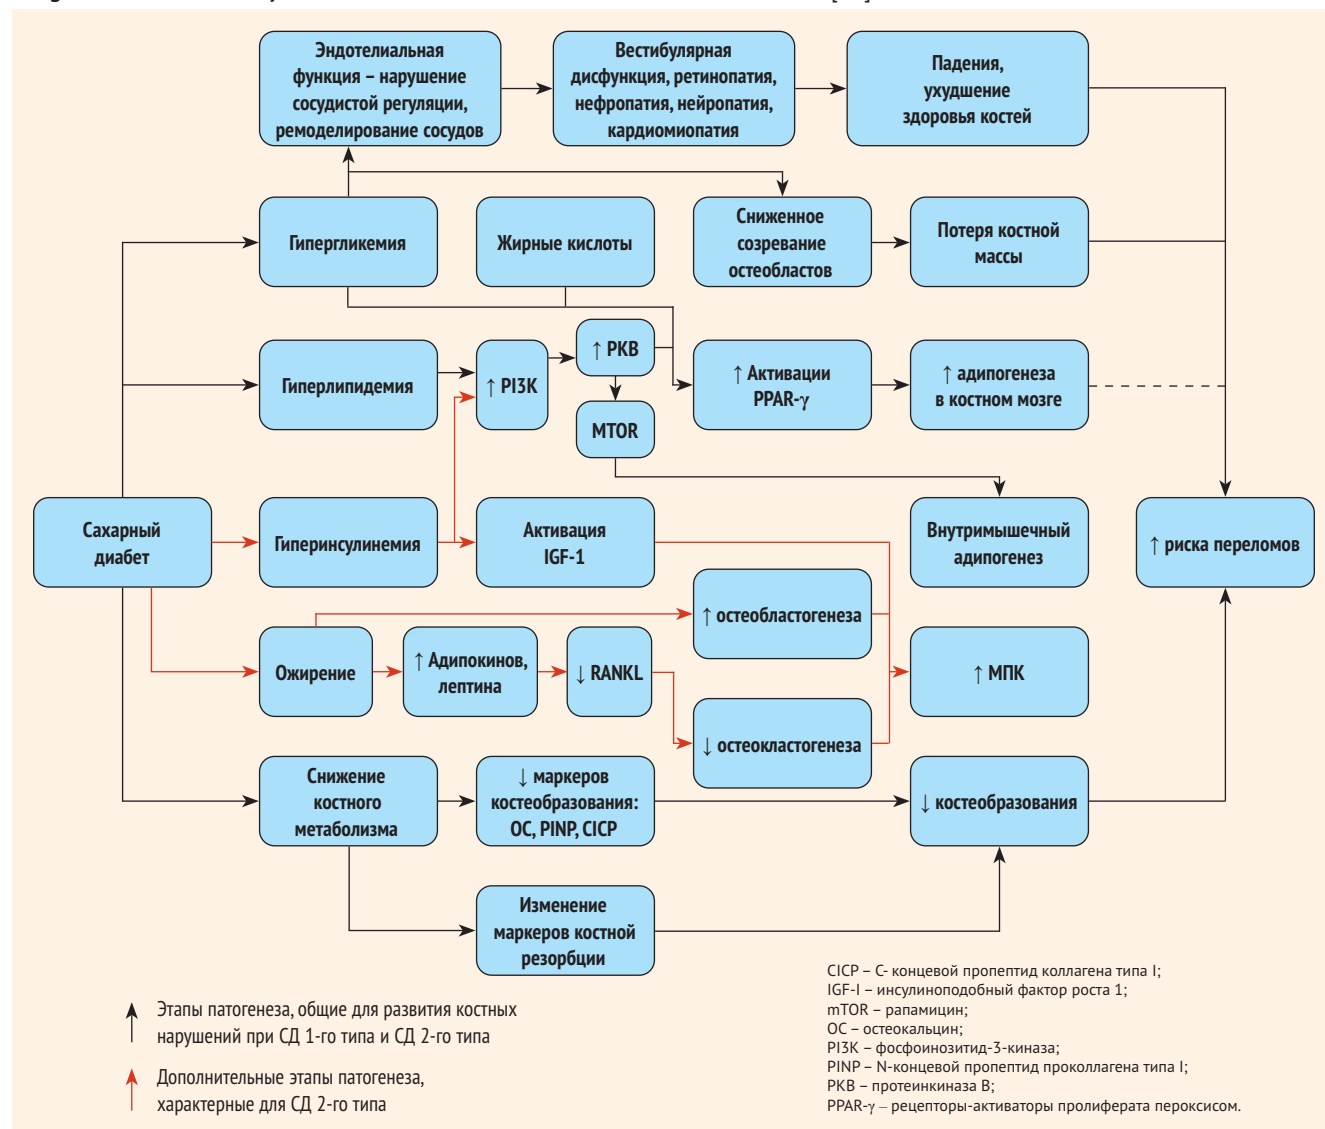 Эндотелиальная
функция – нарушение
сосудистой регуляции,
ремоделирование сосудов
Вестибулярная
дисфункция, ретинопатия,
нефропатия, нейропатия,
кардиомиопатия
Падения,
ухудшение
здоровья костей
Гипергликемия
Жирные кислоты
Сниженное
созревание
остеобластов
Потеря костной
массы
Гиперлипидемия
↑ PI3K
↑ PKB
MTOR
↑ Активации
PPAR-γ
↑ адипогенеза
в костном мозге
Сахарный
диабет
Гиперинсулинемия
Активация
IGF-1
Внутримышечный
адипогенез
↑ риска переломов
↑ остеобластогенеза
Ожирение
↑ Адипокинов,
лептина
↓ RANKL
↑ МПК
↓ остеокластогенеза
Снижение
костного
метаболизма
↓ маркеров
костеобразования:
ОС, PINP, CICP
↓ костеобразования
Изменение
маркеров костной
резорбции
Этапы патогенеза, общие для развития костных
нарушений при СД 1-го типа и СД 2-го типа
Дополнительные этапы патогенеза,
характерные для СД 2-го типа
CICP – С- концевой пропептид коллагена типа I;
IGF-I – инсулиноподобный фактор роста 1;
mTOR – рапамицин;
ОС – остеокальцин;
PI3K – фосфоинозитид-3-киназа;
PINP – N-концевой пропептид проколлагена типа I;
PKB – протеинкиназа В;
PPAR-γ – рецепторы-активаторы пролиферата пероксисом.